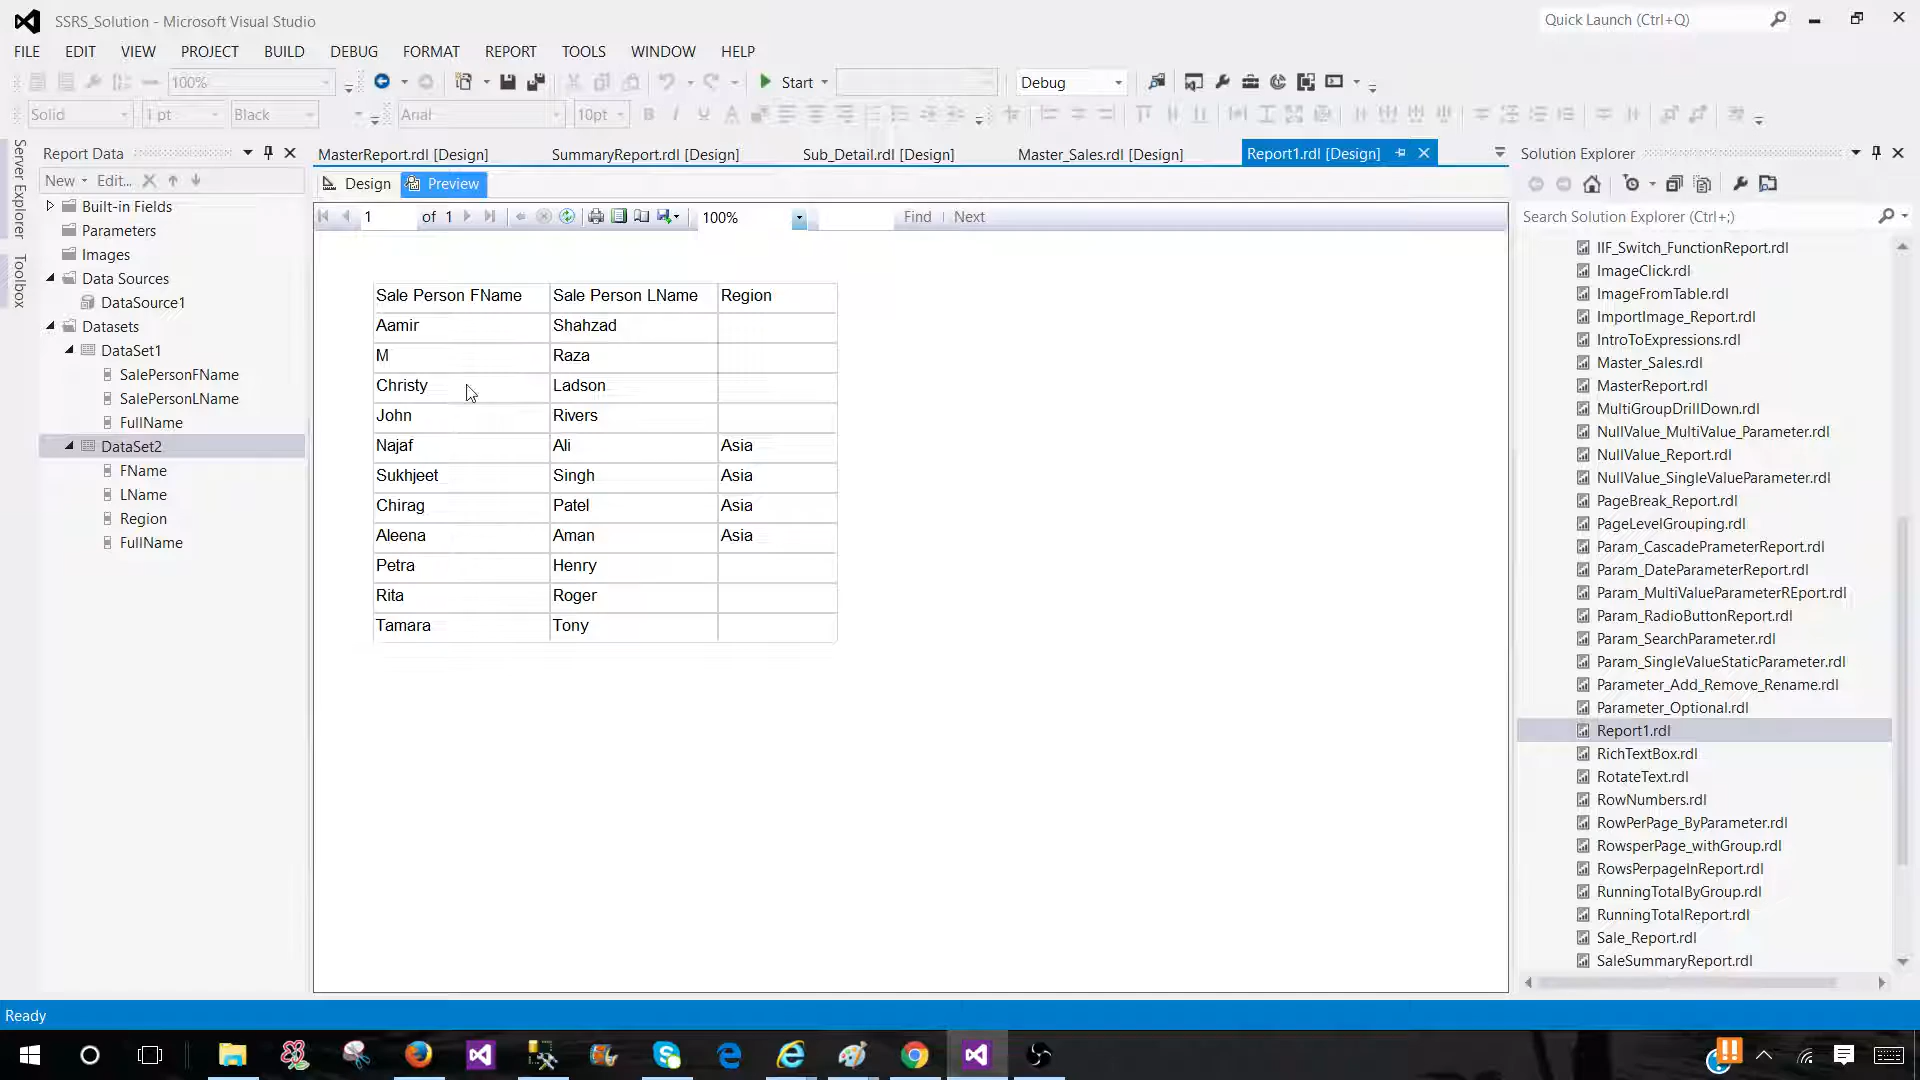 SSRS_Solution - Microsoft Visual Studio
Quick Launch (Ctrl+Q)
FILE EDIT VIEW PROJECT BUILD DEBUG FORMAT REPORT TOOLS WINDOW HELP
100% Start Debug
Solid 1 pt Black Arial 10pt B I U A
Server Explorer
Toolbox
Report Data
New Edit...
Built-in Fields
Parameters
Images
Data Sources
DataSource1
Datasets
DataSet1
SalePersonFName
SalePersonLName
FullName
DataSet2
FName
LName
Region
FullName
MasterReport.rdl [Design] SummaryReport.rdl [Design] Sub_Detail.rdl [Design] Master_Sales.rdl [Design] Report1.rdl [Design]
Design Preview
1 of 1 100% Find Next
Sale Person FName Sale Person LName Region
Aamir Shahzad
M Raza
Christy Ladson
John Rivers
Najaf Ali Asia
Sukhjeet Singh Asia
Chirag Patel Asia
Aleena Aman Asia
Petra Henry
Rita Roger
Tamara Tony
Solution Explorer
Search Solution Explorer (Ctrl+;)
IIF_Switch_FunctionReport.rdl
ImageClick.rdl
ImageFromTable.rdl
ImportImage_Report.rdl
IntroToExpressions.rdl
Master_Sales.rdl
MasterReport.rdl
MultiGroupDrillDown.rdl
NullValue_MultiValue_Parameter.rdl
NullValue_Report.rdl
NullValue_SingleValueParameter.rdl
PageBreak_Report.rdl
PageLevelGrouping.rdl
Param_CascadePrameterReport.rdl
Param_DateParameterReport.rdl
Param_MultiValueParameterREport.rdl
Param_RadioButtonReport.rdl
Param_SearchParameter.rdl
Param_SingleValueStaticParameter.rdl
Parameter_Add_Remove_Rename.rdl
Parameter_Optional.rdl
Report1.rdl
RichTextBox.rdl
RotateText.rdl
RowNumbers.rdl
RowPerPage_ByParameter.rdl
RowsperPage_withGroup.rdl
RowsPerpageInReport.rdl
RunningTotalByGroup.rdl
RunningTotalReport.rdl
Sale_Report.rdl
SaleSummaryReport.rdl
Ready